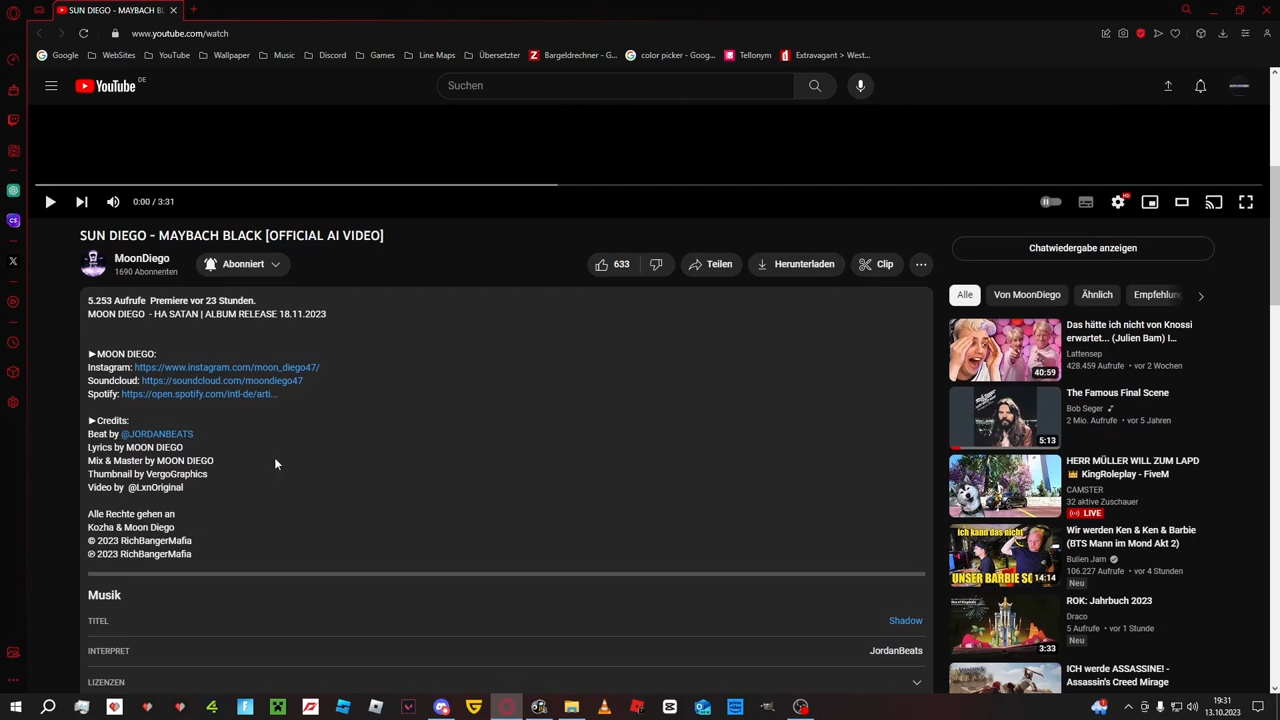 SUN DIEGO - MAYBACH BL
www.youtube.com/watch
Google
WebSites
YouTube
Wallpaper
Music
Discord
Games
Line Maps
Übersetzter
Bargeldrechner - G...
color picker - Goog...
Tellonym
Extravagant > West...
YouTube DE
Suchen
0:00 / 3:31
HD
SUN DIEGO - MAYBACH BLACK [OFFICIAL AI VIDEO]
MoonDiego
1690 Abonnenten
Abonniert
633
Teilen
Herunterladen
Clip
5.253 Aufrufe Premiere vor 23 Stunden.
MOON DIEGO - HA SATAN | ALBUM RELEASE 18.11.2023
►MOON DIEGO:
Instagram: https://www.instagram.com/moon_diego47/
Soundcloud: https://soundcloud.com/moondiego47
Spotify: https://open.spotify.com/intl-de/arti...
►Credits:
Beat by @JORDANBEATS
Lyrics by MOON DIEGO
Mix & Master by MOON DIEGO
Thumbnail by VergoGraphics
Video by @LxnOriginal
Alle Rechte gehen an
Kozha & Moon Diego
© 2023 RichBangerMafia
℗ 2023 RichBangerMafia
Musik
TITEL
Shadow
INTERPRET
JordanBeats
LIZENZEN
Chatwiedergabe anzeigen
Alle
Von MoonDiego
Ähnlich
Empfehlung
Das hätte ich nicht von Knossi
erwartet... (Julien Bam) I...
Lattensep
428.459 Aufrufe • vor 2 Wochen
40:59
The Famous Final Scene
Bob Seger
2 Mio. Aufrufe • vor 5 Jahren
5:13
HERR MÜLLER WILL ZUM LAPD
👑 KingRoleplay - FiveM
CAMSTER
32 aktive Zuschauer
LIVE
Wir werden Ken & Ken & Barbie
(BTS Mann im Mond Akt 2)
Bulien Jam
106.227 Aufrufe • vor 4 Stunden
Neu
ich kann das nicht
UNSER BARBIE SO
14:14
ROK: Jahrbuch 2023
Draco
5 Aufrufe • vor 1 Stunde
Neu
3:33
ICH werde ASSASSINE! -
Assassin's Creed Mirage
19:31
13.10.2023